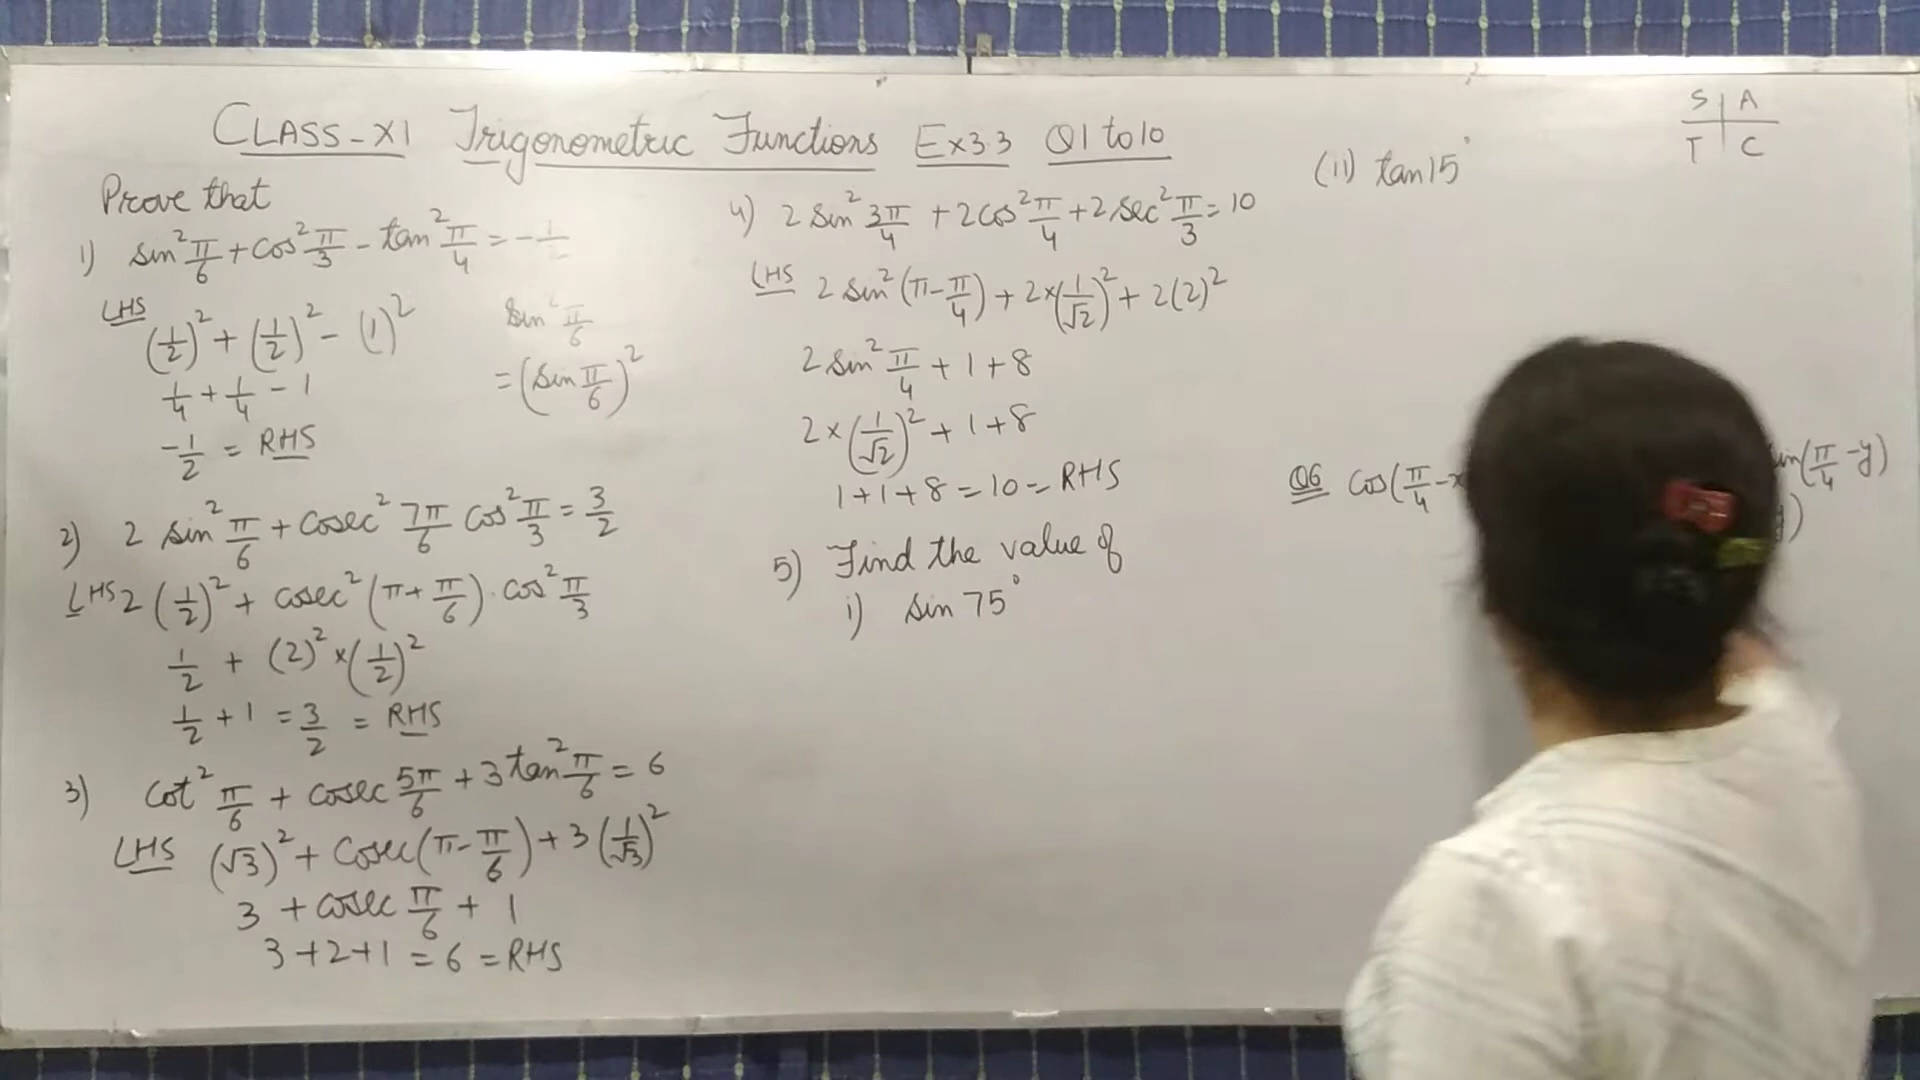 CLASS-XI Trigonometric Functions Ex3.3 Q1 to 10
Prove that
1) sin²π/6 + cos²π/3 - tan²π/4 = -1/
LHS (1/2)² + (1/2)² - (1)²
1/4 + 1/4 - 1
-1/2 = RHS
sin²π/6
= (sin π/6)²
2) 2 sin²π/6 + cosec² 7π/6 cos²π/3 = 3/2
LHS 2 (1/2)² + cosec² (π + π/6) . cos²π/3
1/2 + (2)² × (1/2)²
1/2 + 1 = 3/2 = RHS
3) cot²π/6 + cosec 5π/6 + 3 tan²π/6 = 6
LHS (√3)² + cosec (π - π/6) + 3 (1/√3)²
3 + cosec π/6 + 1
3 + 2 + 1 = 6 = RHS
4) 2 sin² 3π/4 + 2 cos²π/4 + 2 sec²π/3 = 10
LHS 2 sin² (π - π/4) + 2 × (1/√2)² + 2(2)²
2 sin²π/4 + 1 + 8
2 × (1/√2)² + 1 + 8
1 + 1 + 8 = 10 = RHS
5) Find the value of
i) sin 75°
(ii) tan 15°
S | A
T | C
Q6 cos(π/4 - x
(π/4 - y)